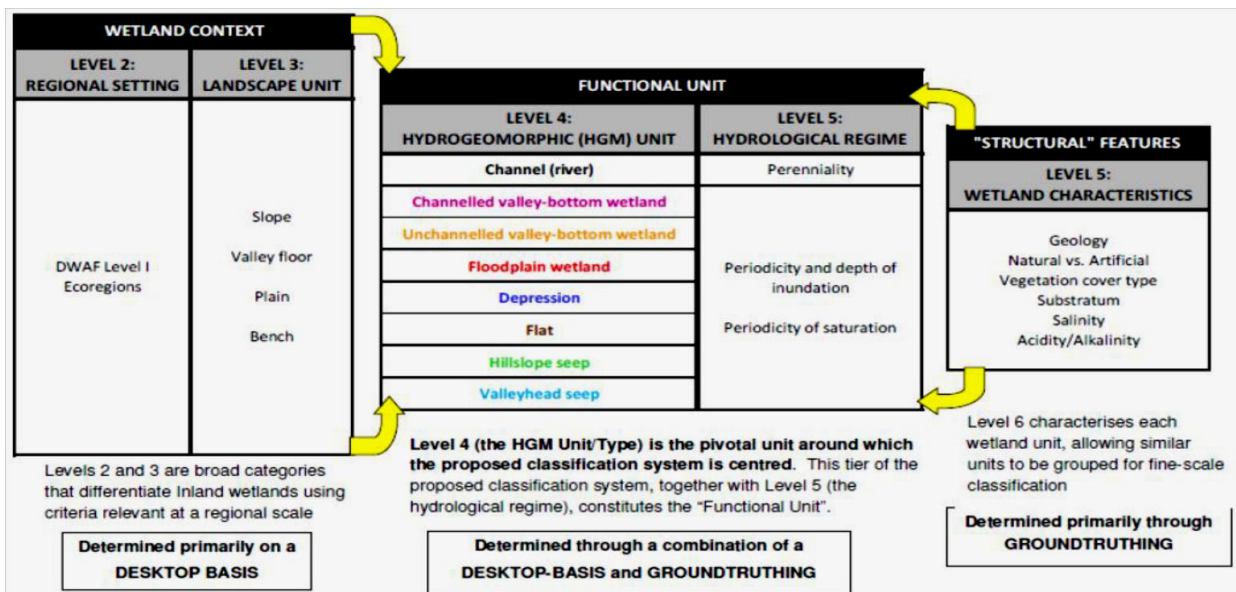 WETLAND CONTEXT
LEVEL 2:
REGIONAL SETTING
LEVEL 3:
LANDSCAPE UNIT
DWAF Level I
Ecoregions
Slope
Valley floor
Plain
Bench
FUNCTIONAL UNIT
LEVEL 4:
HYDROGEOMORPHIC (HGM) UNIT
LEVEL 5:
HYDROLOGICAL REGIME
Channel (river)
Perenniality
Channelled valley-bottom wetland
Unchannelled valley-bottom wetland
Floodplain wetland
Depression
Flat
Hillslope seep
Valleyhead seep
Periodicity and depth of
inundation
Periodicity of saturation
"STRUCTURAL" FEATURES
LEVEL 5:
WETLAND CHARACTERISTICS
Geology
Natural vs. Artificial
Vegetation cover type
Substratum
Salinity
Acidity/Alkalinity
Levels 2 and 3 are broad categories
that differentiate Inland wetlands using
criteria relevant at a regional scale
Determined primarily on a
DESKTOP BASIS
Level 4 (the HGM Unit/Type) is the pivotal unit around which
the proposed classification system is centred. This tier of the
proposed classification system, together with Level 5 (the
hydrological regime), constitutes the “Functional Unit”.
Determined through a combination of a
DESKTOP-BASIS and GROUNDTRUTHING
Level 6 characterises each
wetland unit, allowing similar
units to be grouped for fine-scale
classification
Determined primarily through
GROUNDTRUTHING